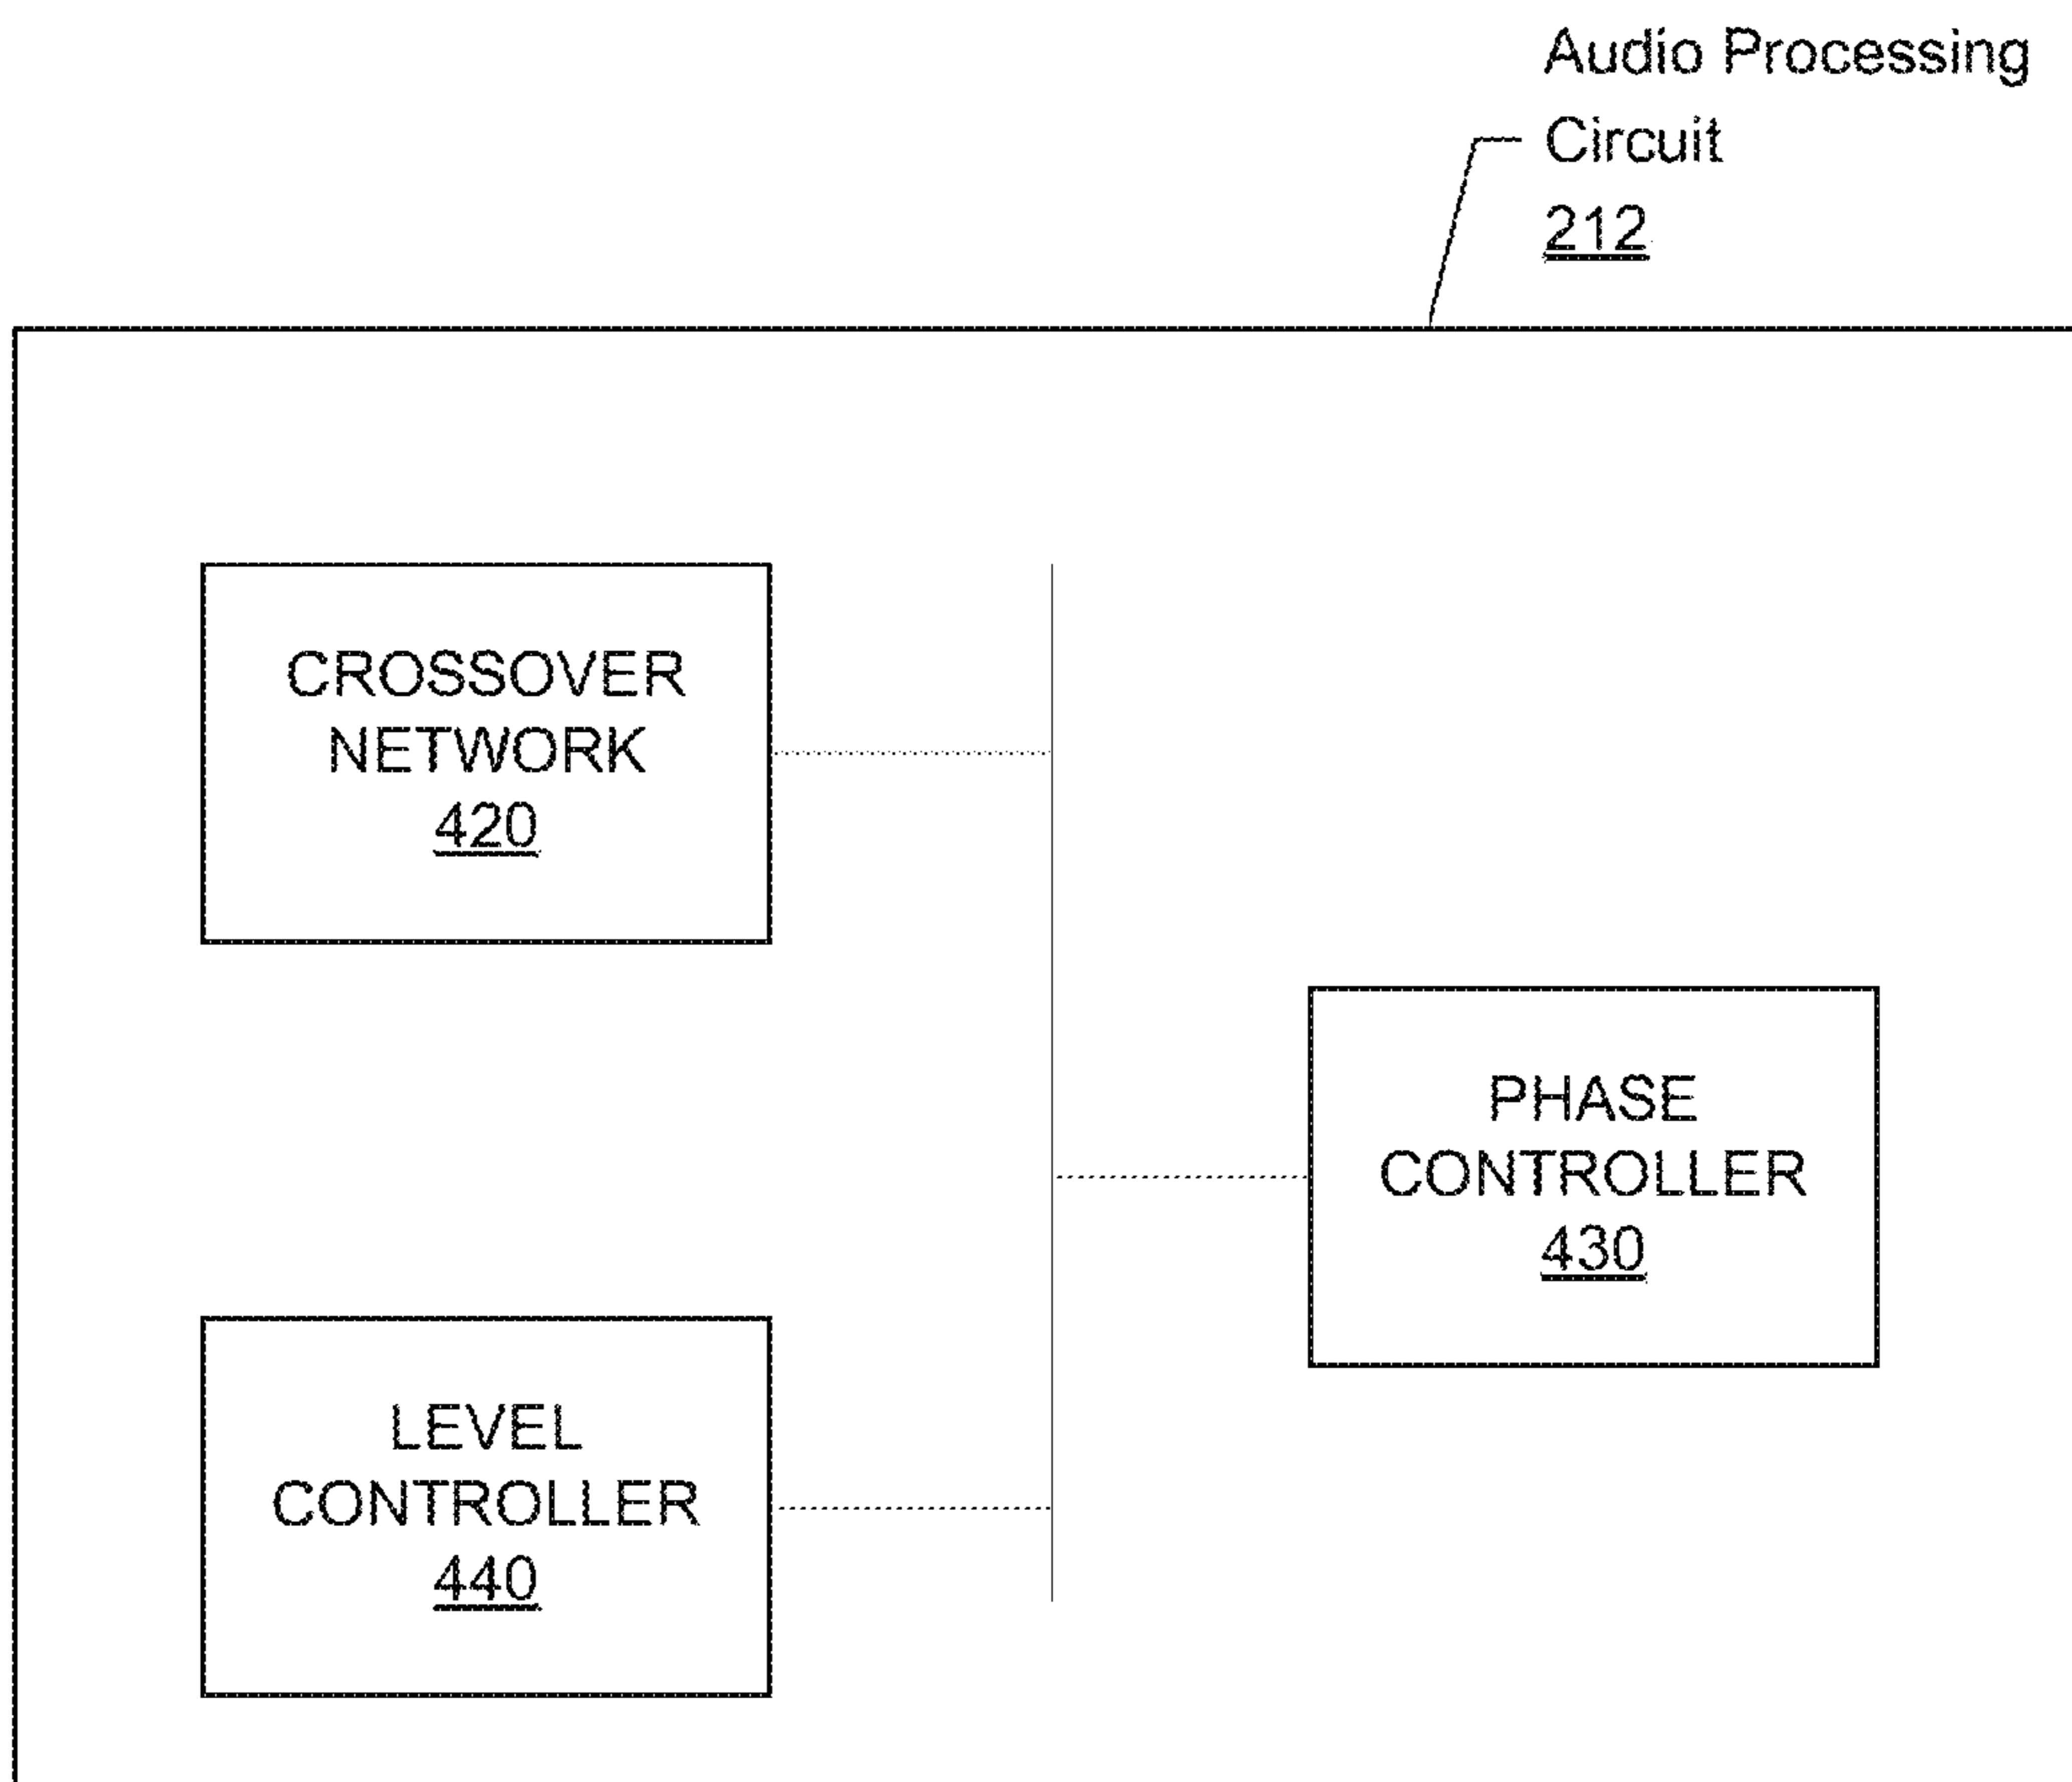 Audio Processing
Circuit
212
CROSSOVER
NETWORK
420
PHASE
CONTROLLER
430
LEVEL
CONTROLLER
440